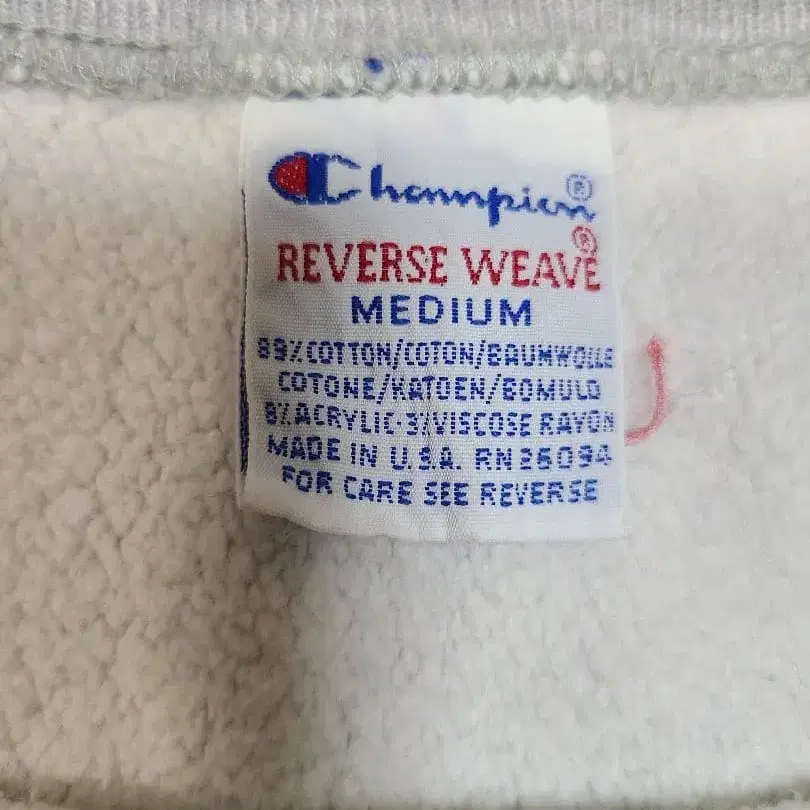 Champion®
REVERSE WEAVE®
MEDIUM
89% COTTON/COTON/BAUMWOLLE
COTONE/KATOEN/BOMULD
8% ACRYLIC·3% VISCOSE RAYON
MADE IN U.S.A. RN26094
FOR CARE SEE REVERSE